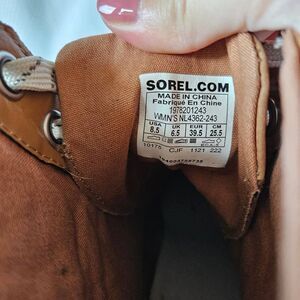 SOREL.COM
MADE IN CHINA
Fabriqué En Chine
1978201243
WMN'S NL4362-243
USA UK EUR CM
8.5 6.5 39.5 25.5
10175 CJF 1121 222